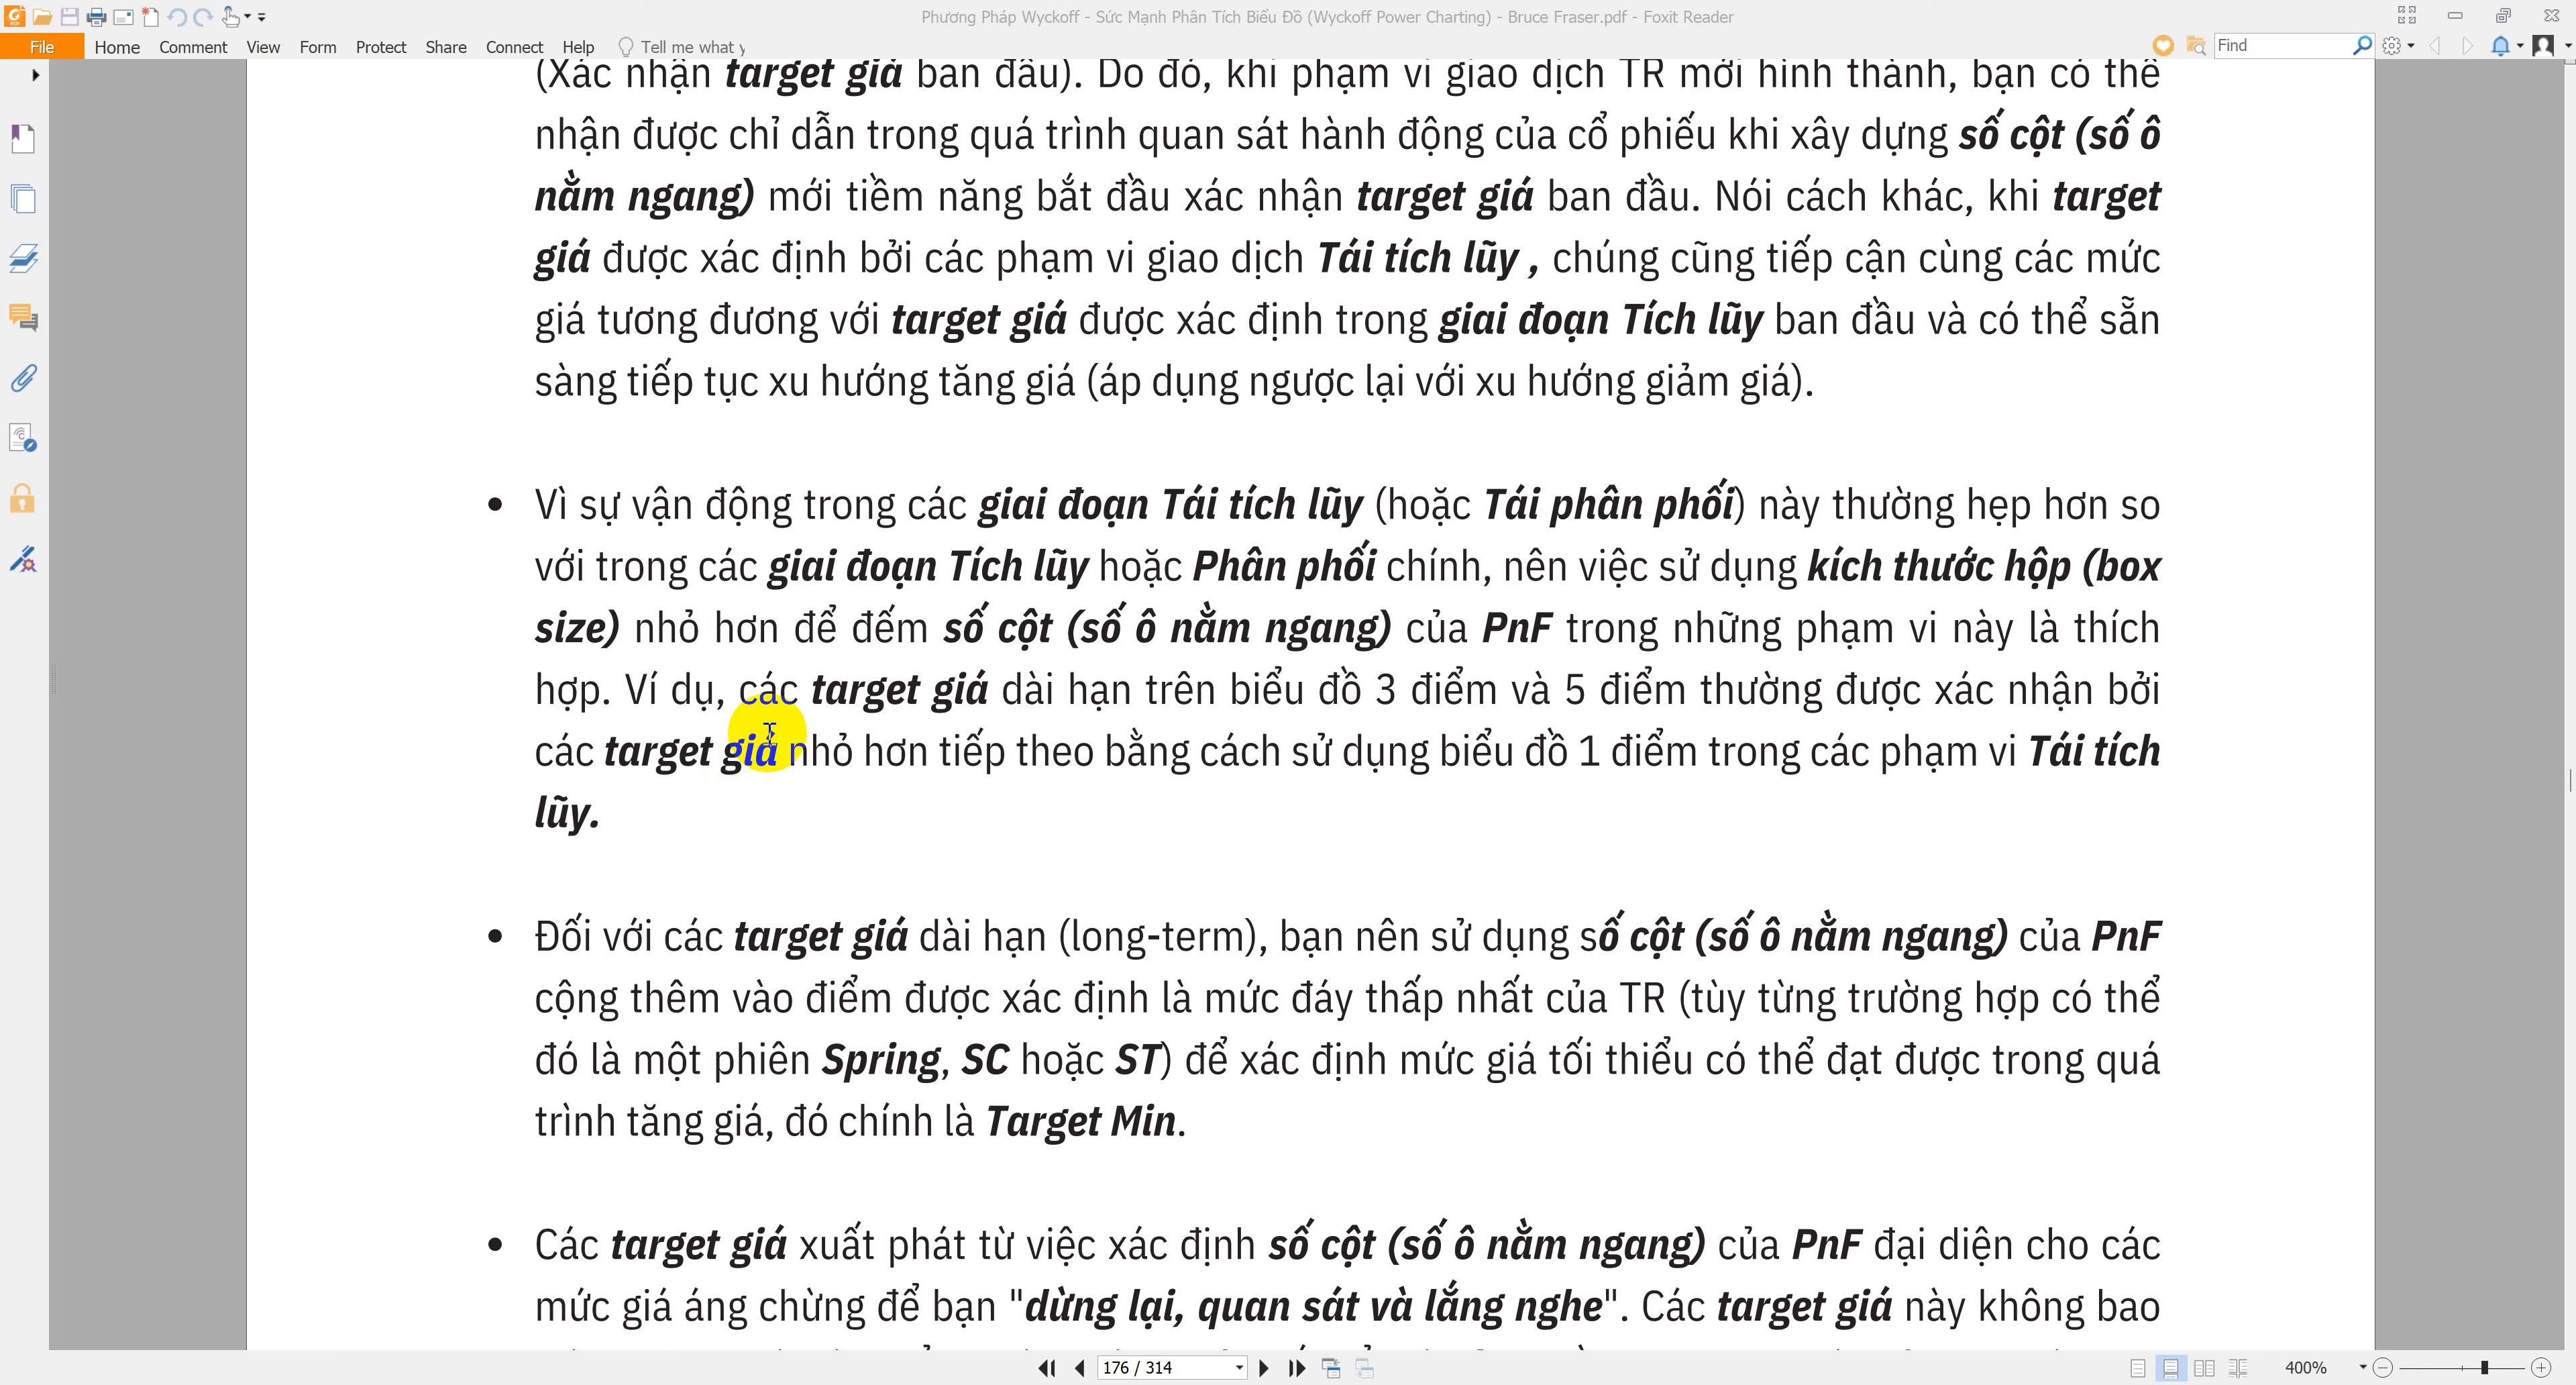 Phương Pháp Wyckoff - Sức Mạnh Phân Tích Biểu Đồ (Wyckoff Power Charting) - Bruce Fraser.pdf - Foxit Reader
File Home Comment View Form Protect Share Connect Help Tell me what y Find
(Xác nhận target giá ban đầu). Do đó, khi phạm vi giao dịch TR mới hình thành, bạn có thể
nhận được chỉ dẫn trong quá trình quan sát hành động của cổ phiếu khi xây dựng số cột (số ô
nằm ngang) mới tiềm năng bắt đầu xác nhận target giá ban đầu. Nói cách khác, khi target
giá được xác định bởi các phạm vi giao dịch Tái tích lũy , chúng cũng tiếp cận cùng các mức
giá tương đương với target giá được xác định trong giai đoạn Tích lũy ban đầu và có thể sẵn
sàng tiếp tục xu hướng tăng giá (áp dụng ngược lại với xu hướng giảm giá).
• Vì sự vận động trong các giai đoạn Tái tích lũy (hoặc Tái phân phối) này thường hẹp hơn so
với trong các giai đoạn Tích lũy hoặc Phân phối chính, nên việc sử dụng kích thước hộp (box
size) nhỏ hơn để đếm số cột (số ô nằm ngang) của PnF trong những phạm vi này là thích
hợp. Ví dụ, các target giá dài hạn trên biểu đồ 3 điểm và 5 điểm thường được xác nhận bởi
các target giá nhỏ hơn tiếp theo bằng cách sử dụng biểu đồ 1 điểm trong các phạm vi Tái tích
lũy.
• Đối với các target giá dài hạn (long-term), bạn nên sử dụng số cột (số ô nằm ngang) của PnF
cộng thêm vào điểm được xác định là mức đáy thấp nhất của TR (tùy từng trường hợp có thể
đó là một phiên Spring, SC hoặc ST) để xác định mức giá tối thiểu có thể đạt được trong quá
trình tăng giá, đó chính là Target Min.
• Các target giá xuất phát từ việc xác định số cột (số ô nằm ngang) của PnF đại diện cho các
mức giá áng chừng để bạn "dừng lại, quan sát và lắng nghe". Các target giá này không bao
176 / 314 400%